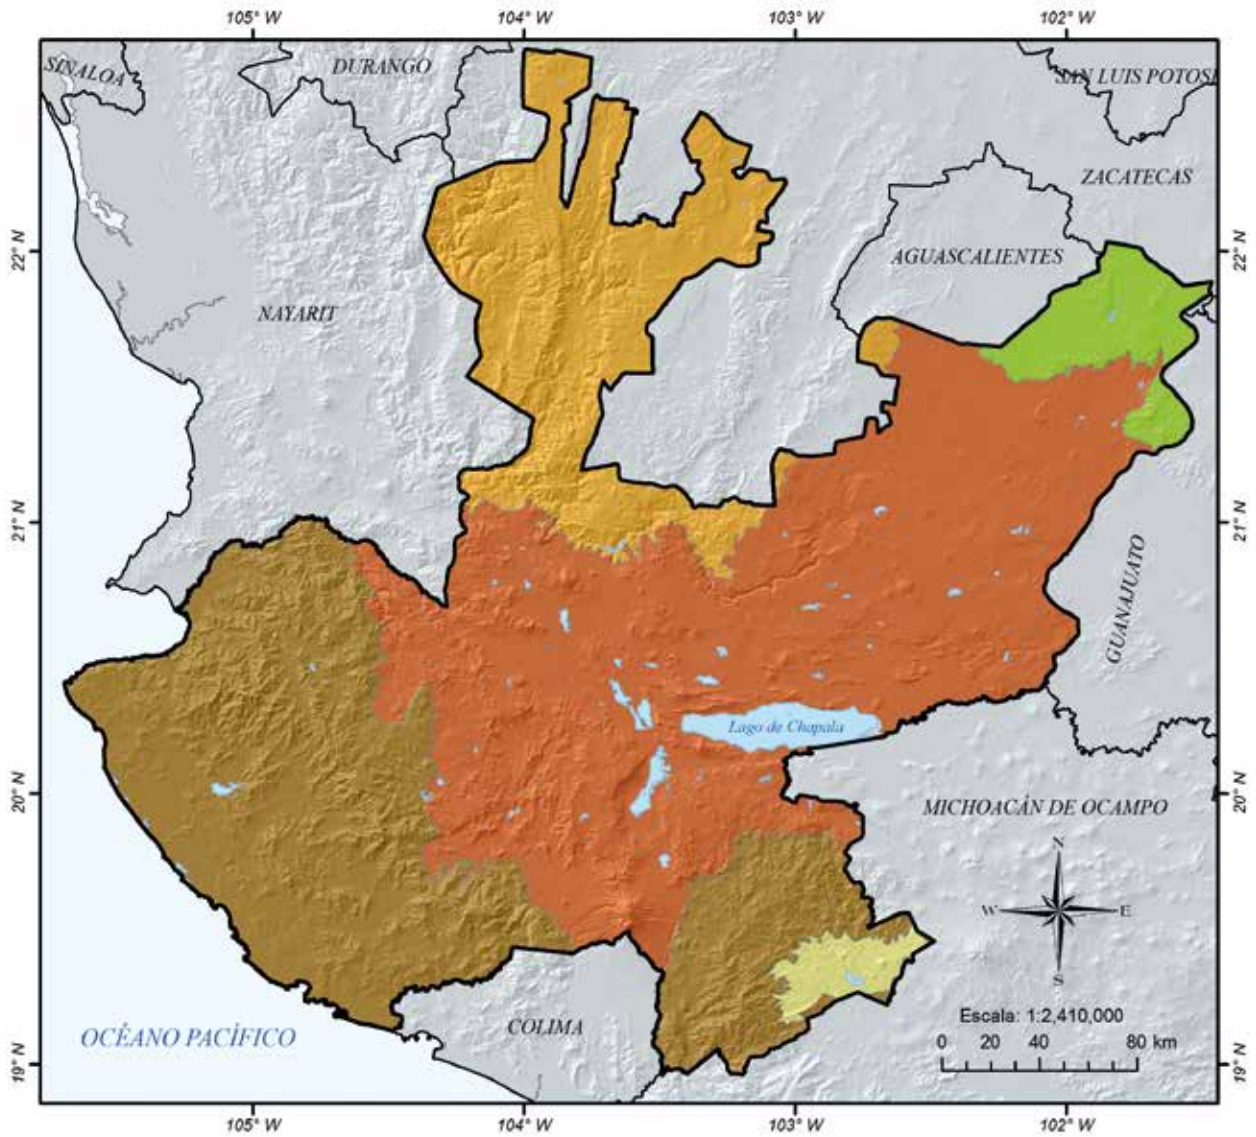 105° W 104° W 103° W 102° W
SINALOA
DURANGO
SAN LUIS POTOSI
ZACATECAS
22° N
AGUASCALIENTES
22° N
NAYARIT
21° N
21° N
GUANAJUATO
Lago de Chapala
20° N
20° N
MICHOACÁN DE OCAMPO
N
W E
S
Escala: 1:2,410,000
0 20 40 80 km
COLIMA
OCÉANO PACÍFICO
19° N
19° N
105° W 104° W 103° W 102° W